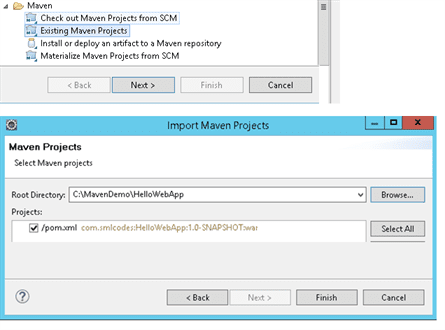 Maven
Check out Maven Projects from SCM
Existing Maven Projects
Install or deploy an artifact to a Maven repository
Materialize Maven Projects from SCM
< Back Next > Finish Cancel
Import Maven Projects
Maven Projects
Select Maven projects
Root Directory: C:\MavenDemo\HelloWebApp Browse...
Projects:
/pom.xml com.smlcodes:HelloWebApp:1.0-SNAPSHOT:war Select All
< Back Next > Finish Cancel